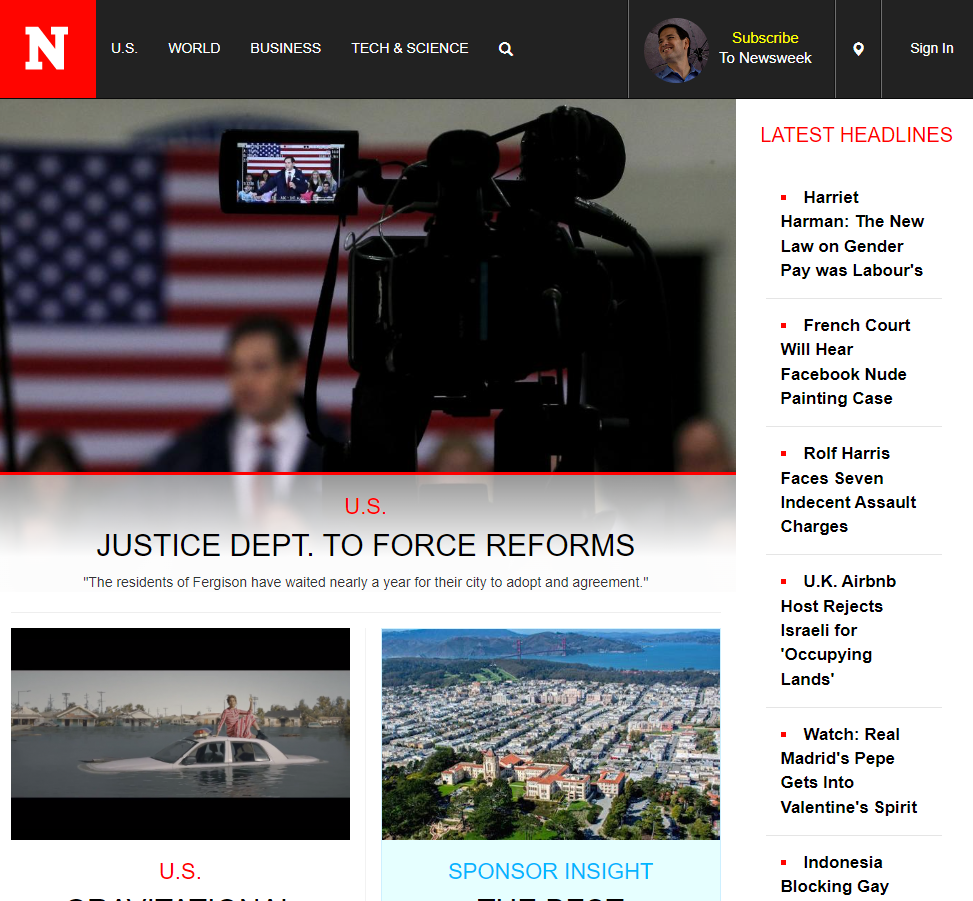 N
U.S.
WORLD
BUSINESS
TECH & SCIENCE
Subscribe
To Newsweek
Sign In
U.S.
JUSTICE DEPT. TO FORCE REFORMS
"The residents of Fergison have waited nearly a year for their city to adopt and agreement."
U.S.
GRAVITATIONAL
SPONSOR INSIGHT
THE BEST
LATEST HEADLINES
Harriet
Harman: The New
Law on Gender
Pay was Labour's
French Court
Will Hear
Facebook Nude
Painting Case
Rolf Harris
Faces Seven
Indecent Assault
Charges
U.K. Airbnb
Host Rejects
Israeli for
'Occupying
Lands'
Watch: Real
Madrid's Pepe
Gets Into
Valentine's Spirit
Indonesia
Blocking Gay